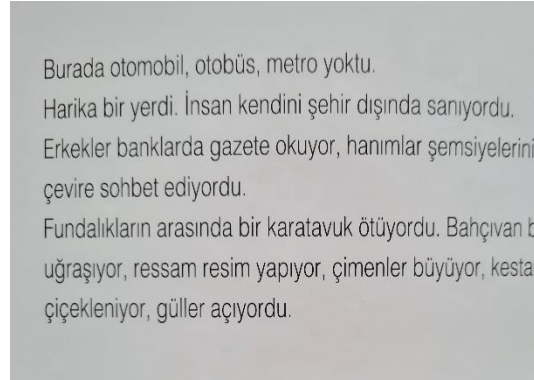 Burada otomobil, otobüs, metro yoktu.
Harika bir yerdi. İnsan kendini şehir dışında sanıyordu.
Erkekler banklarda gazete okuyor, hanımlar şemsiyelerini
çevire sohbet ediyordu.
Fundalıkların arasında bir karatavuk ötüyordu. Bahçıvan
uğraşıyor, ressam resim yapıyor, çimenler büyüyor,
çiçekleniyor, güller açıyordu.